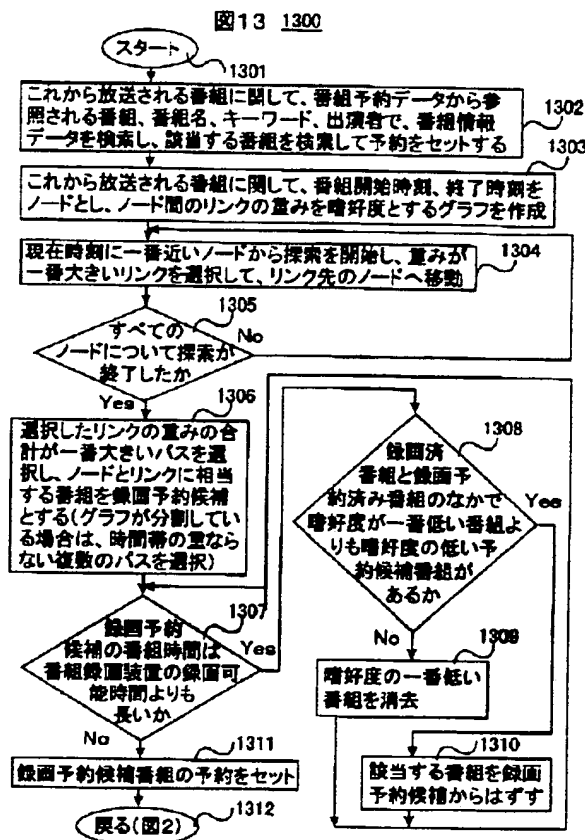 図13 1300
スタート
1301
これから放送される番組に関して、番組予約データから参
照される番組、番組名、キーワード、出演者で、番組情報
データを検索し、該当する番組を検索して予約をセットする
1302
これから放送される番組に関して、番組開始時刻、終了時刻を
ノードとし、ノード間のリンクの重みを嗜好度とするグラフを作成
1303
現在時刻に一番近いノードから探索を開始し、重みが
一番大きいリンクを選択して、リンク先のノードへ移動
1304
すべての
ノードについて探索が
終了したか
1305
No
Yes
1306
選択したリンクの重みの合
計が一番大きいパスを選
択し、ノードとリンクに相当
する番組を録画予約候補
とする(グラフが分割してい
る場合は、時間帯の重なら
ない複数のパスを選択)
録画予約
候補の番組時間は
番組録画装置の録画可
能時間よりも
長いか
1307
Yes
No
録画済
番組と録画予
約済み番組のなかで
嗜好度が一番低い番組よ
りも嗜好度の低い予
約候補番組が
あるか
1308
Yes
No
1309
嗜好度の一番低い
番組を消去
1310
該当する番組を録画
予約候補からはずす
1311
録画予約候補番組の予約をセット
戻る(図2)
1312